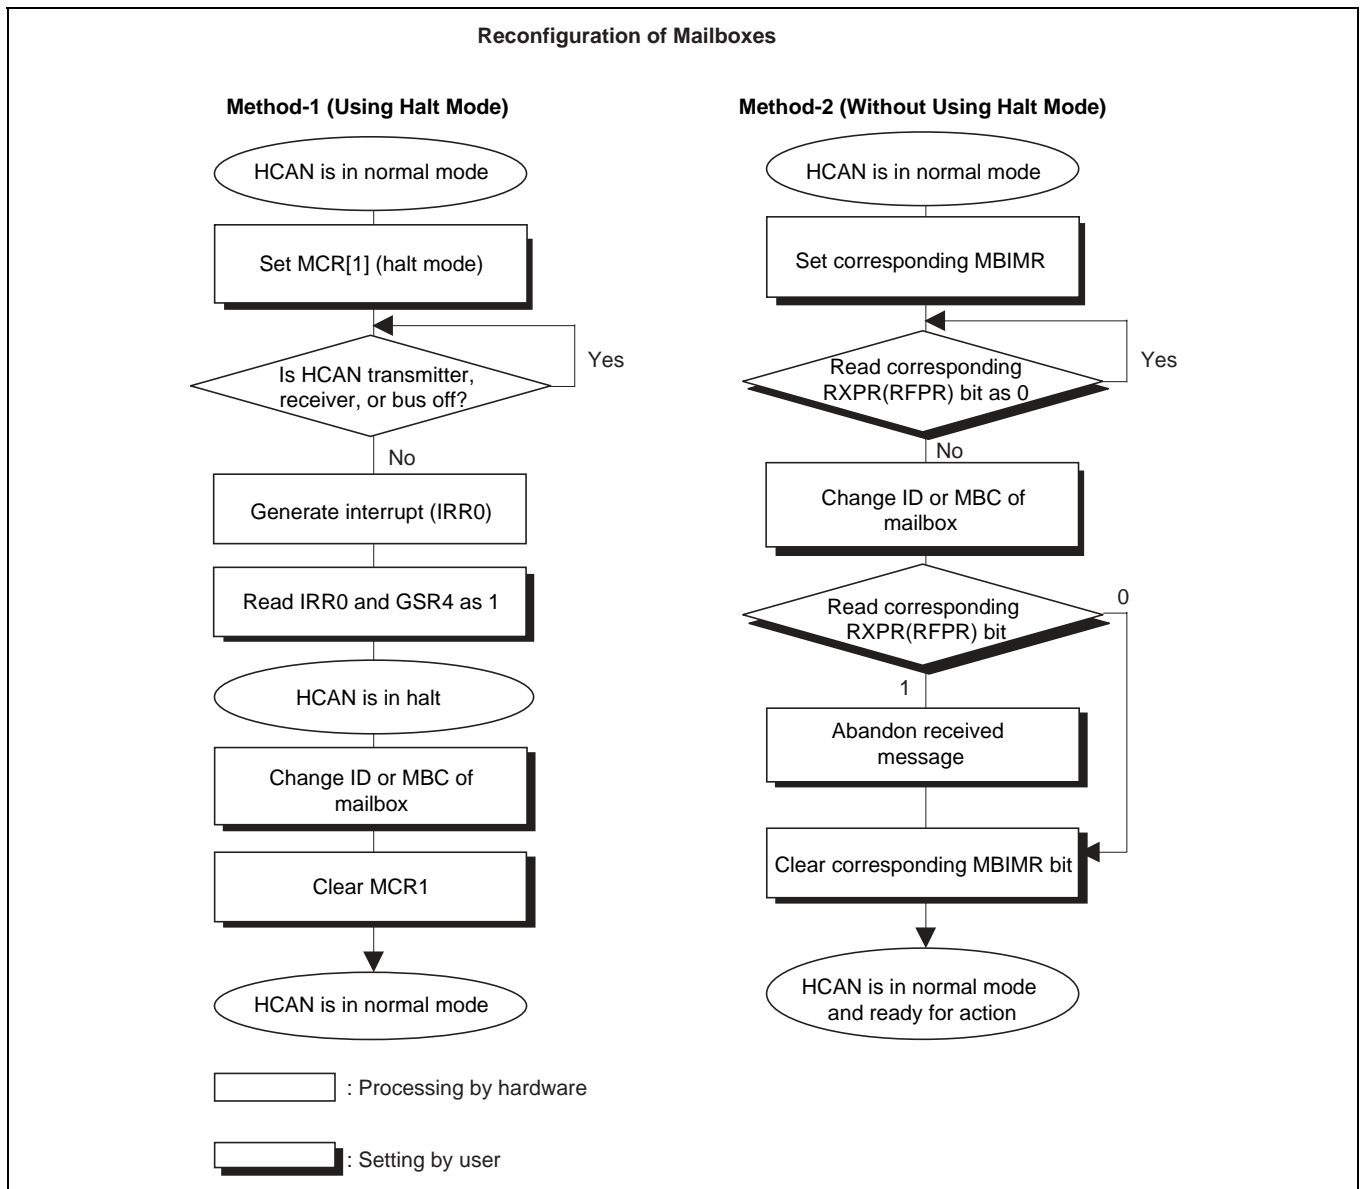 Reconfiguration of Mailboxes
Method-1 (Using Halt Mode)
HCAN is in normal mode
Set MCR[1] (halt mode)
Yes
Is HCAN transmitter,
receiver, or bus off?
No
Generate interrupt (IRR0)
Read IRR0 and GSR4 as 1
HCAN is in halt
Change ID or MBC of
mailbox
Clear MCR1
HCAN is in normal mode
Method-2 (Without Using Halt Mode)
HCAN is in normal mode
Set corresponding MBIMR
Yes
Read corresponding
RXPR(RFPR) bit as 0
No
Change ID or MBC of
mailbox
0
Read corresponding
RXPR(RFPR) bit
1
Abandon received
message
Clear corresponding MBIMR bit
HCAN is in normal mode
and ready for action
: Processing by hardware
: Setting by user